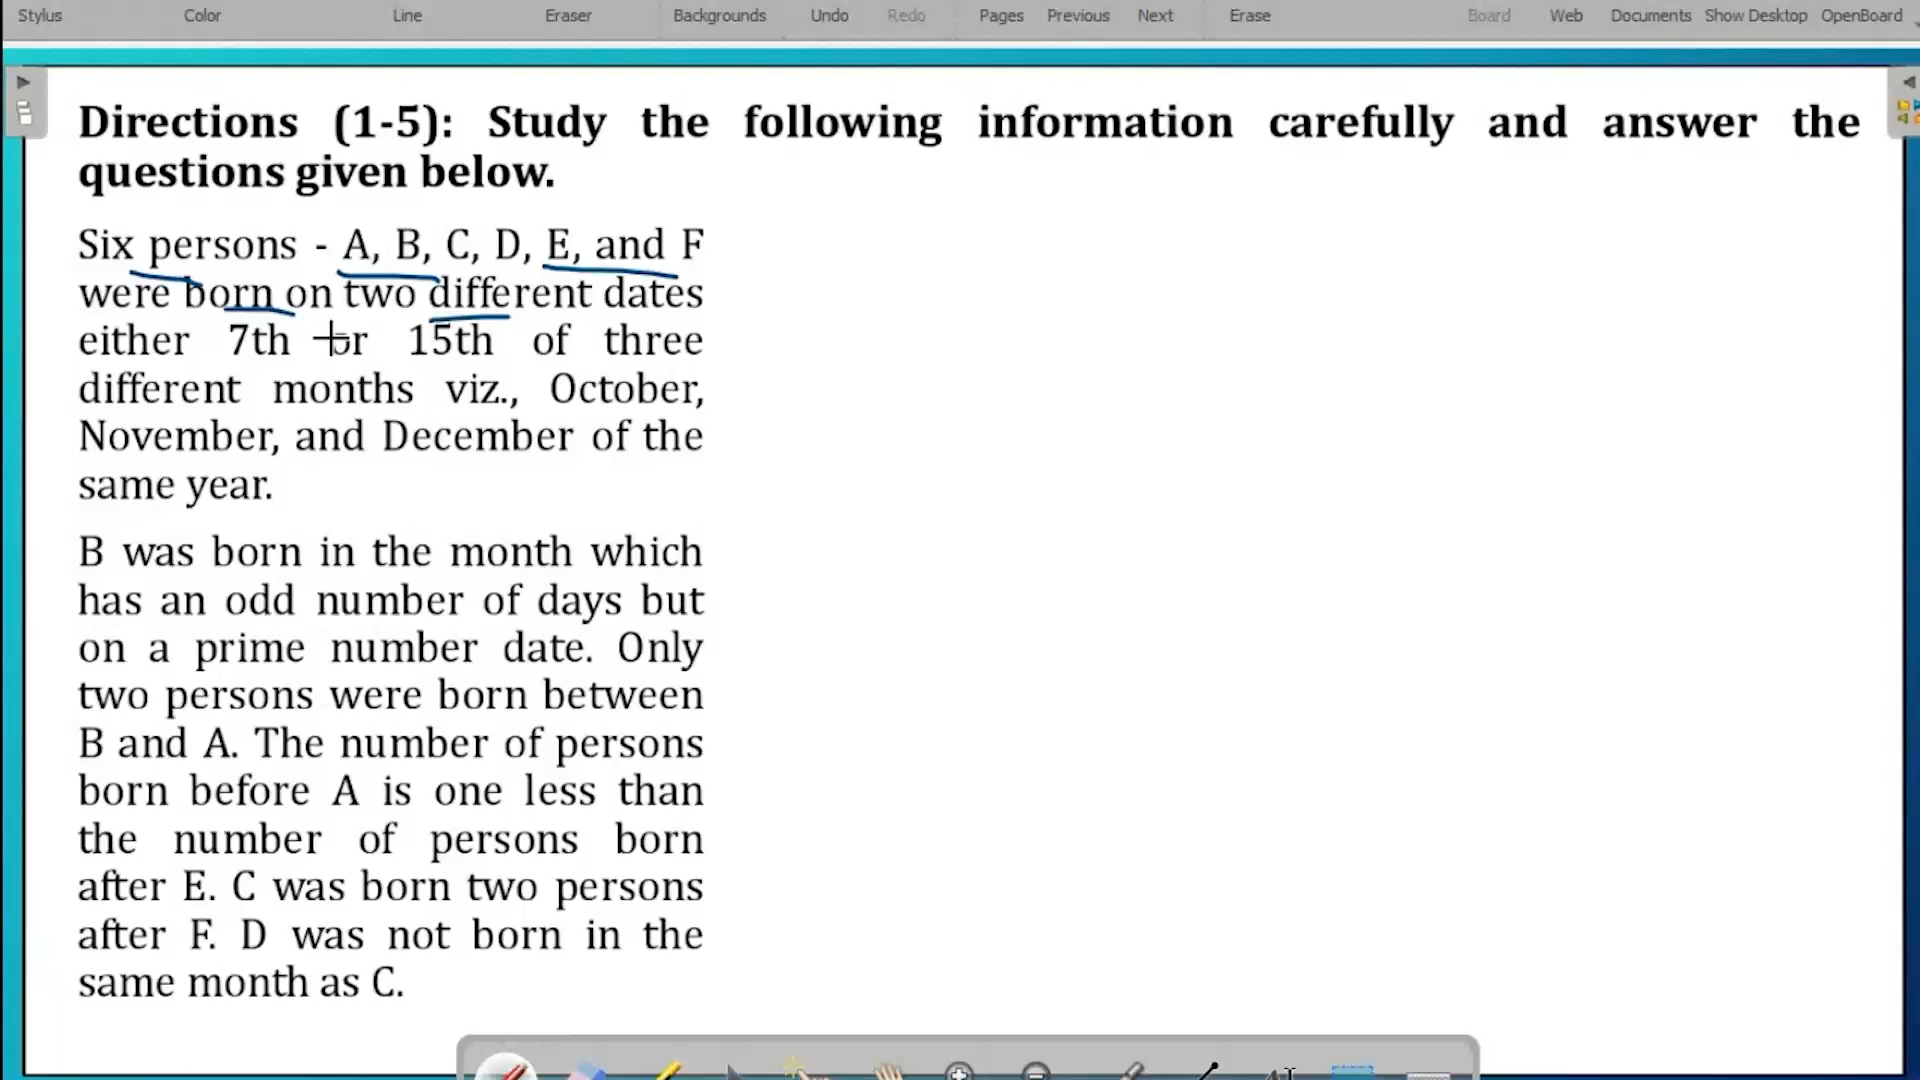 Stylus Color Line Eraser Backgrounds Undo Redo Pages Previous Next Erase Board Web Documents Show Desktop OpenBoard
Directions (1-5): Study the following information carefully and answer the
questions given below.
Six persons - A, B, C, D, E, and F
were born on two different dates
either 7th or 15th of three
different months viz., October,
November, and December of the
same year.
B was born in the month which
has an odd number of days but
on a prime number date. Only
two persons were born between
B and A. The number of persons
born before A is one less than
the number of persons born
after E. C was born two persons
after F. D was not born in the
same month as C.